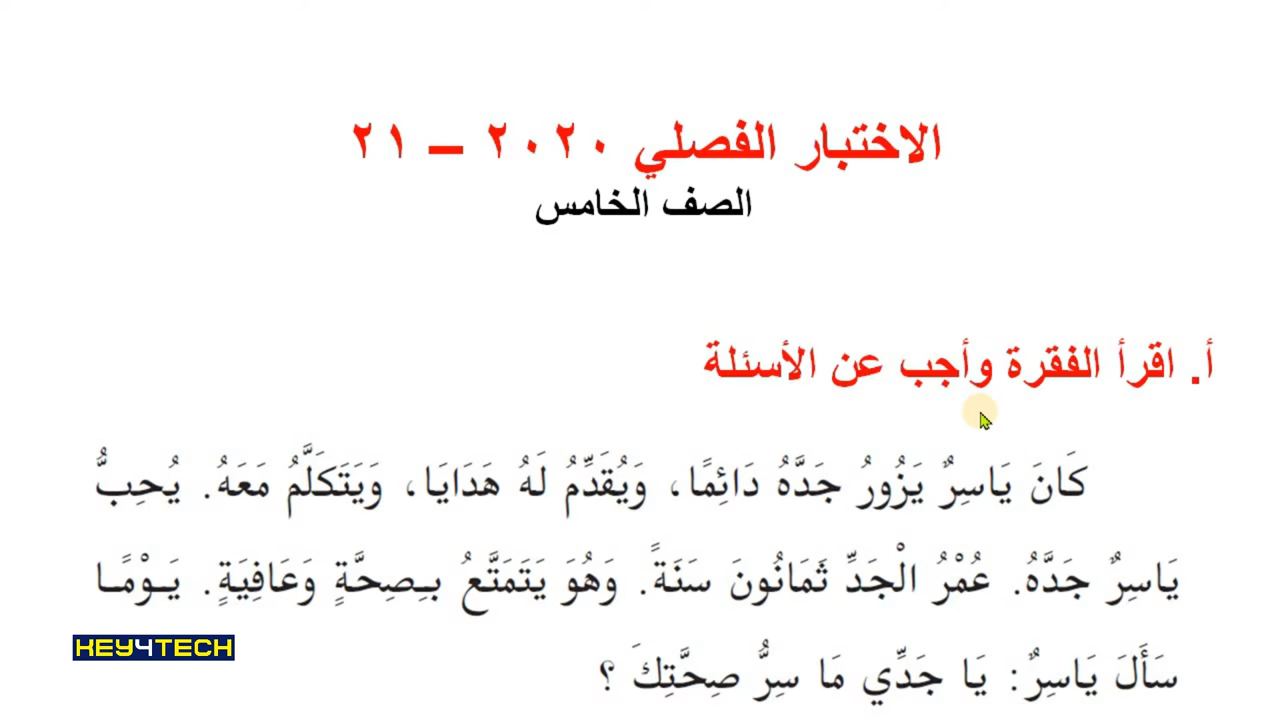 الاختبار الفصلي ٢٠٢٠ – ٢١
الصف الخامس
أ. اقرأ الفقرة وأجب عن الأسئلة
كَانَ يَاسِرٌ يَزُورُ جَدَّهُ دَائِمًا، وَيُقَدِّمُ لَهُ هَدَايَا، وَيَتَكَلَّمُ مَعَهُ. يُحِبُّ
يَاسِرٌ جَدَّهُ. عُمْرُ الْجَدِّ ثَمَانُونَ سَنَةً. وَهُوَ يَتَمَتَّعُ بِصِحَّةٍ وَعَافِيَةٍ. يَوْمًا
سَأَلَ يَاسِرٌ: يَا جَدِّي مَا سِرُّ صِحَّتِكَ ؟
KEY4TECH